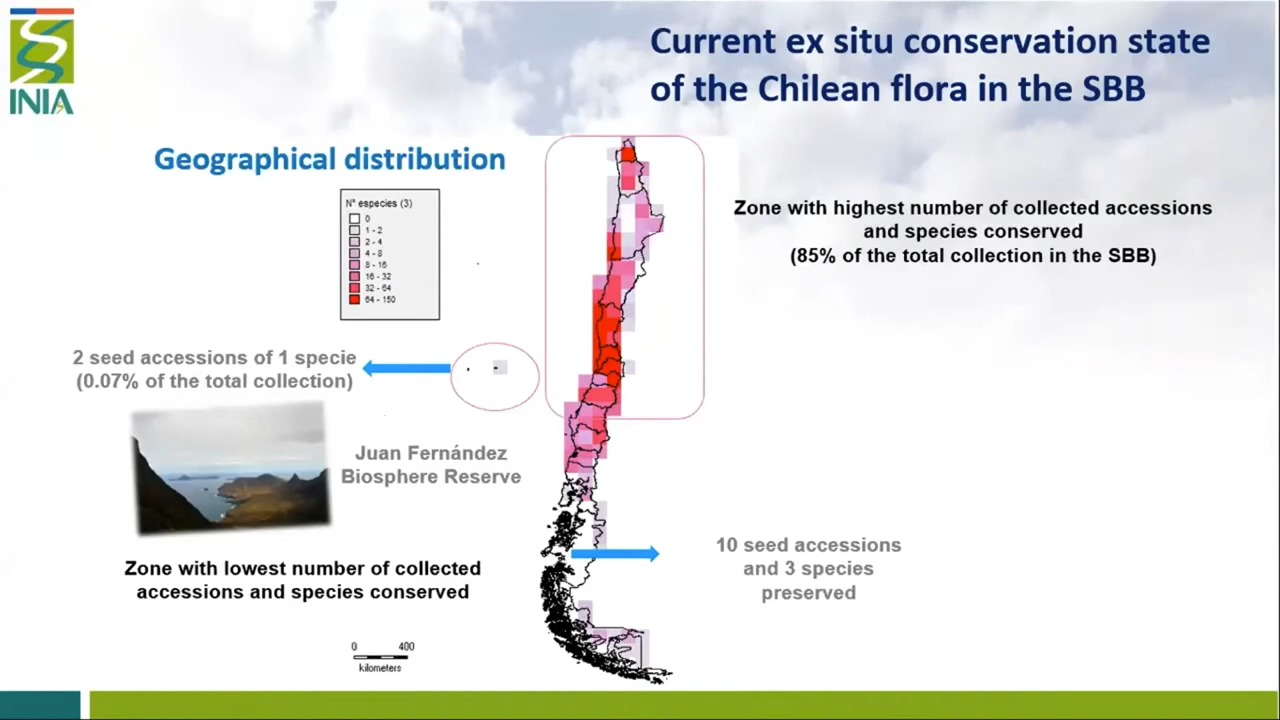 INIA
Current ex situ conservation state
of the Chilean flora in the SBB
Geographical distribution
N° especies (3)
0
1 - 2
2 - 4
4 - 8
8 - 16
16 - 32
32 - 64
64 - 150
Zone with highest number of collected accessions
and species conserved
(85% of the total collection in the SBB)
2 seed accessions of 1 specie
(0.07% of the total collection)
Juan Fernández
Biosphere Reserve
Zone with lowest number of collected
accessions and species conserved
10 seed accessions
and 3 species
preserved
0 400
kilometers